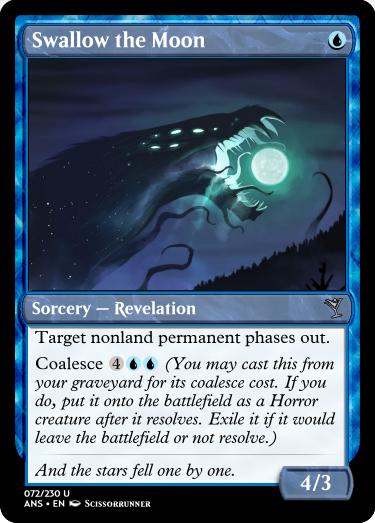 Swallow the Moon
Sorcery — Revelation
Target nonland permanent phases out.
Coalesce 4 (You may cast this from
your graveyard for its coalesce cost. If you
do, put it onto the battlefield as a Horror
creature after it resolves. Exile it if it would
leave the battlefield or not resolve.)
And the stars fell one by one.
4/3
072/230 U
ANS • EN Scissorrunner